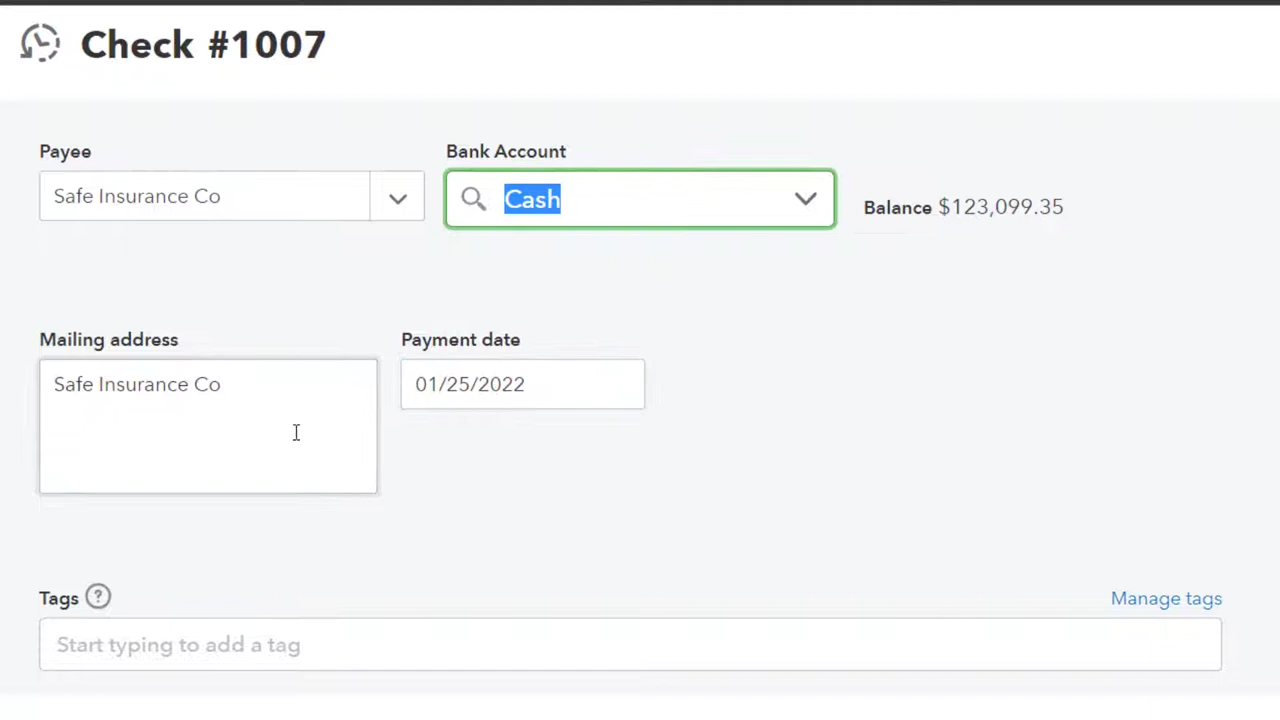 Check #1007
Payee
Bank Account
Safe Insurance Co
Cash
Balance $123,099.35
Mailing address
Payment date
Safe Insurance Co
01/25/2022
Tags ?
Manage tags
Start typing to add a tag